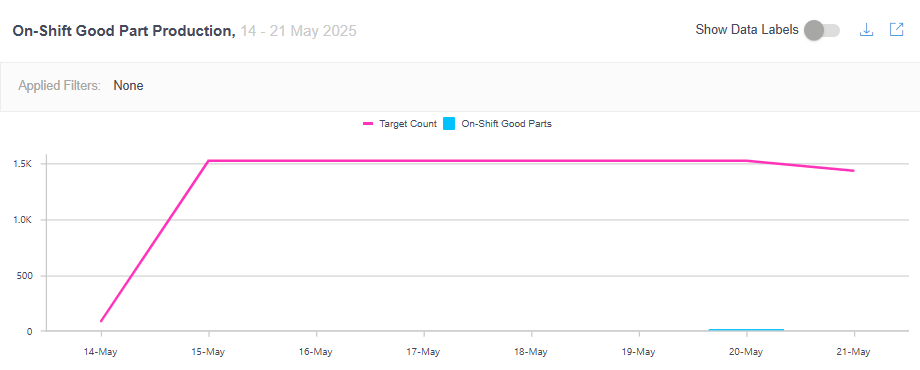 On-Shift Good Part Production, 14 - 21 May 2025
Show Data Labels
Applied Filters: None
Target Count On-Shift Good Parts
1.5K
1.0K
500
0
14-May 15-May 16-May 17-May 18-May 19-May 20-May 21-May